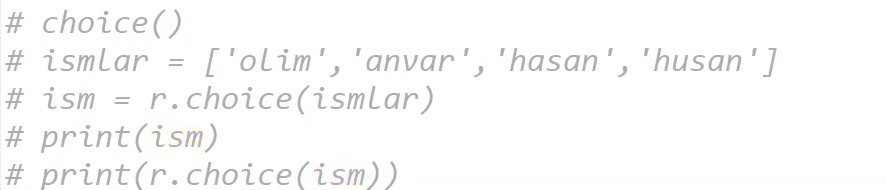 # choice()
# ismlar = ['olim','anvar','hasan','husan']
# ism = r.choice(ismlar)
# print(ism)
# print(r.choice(ism))